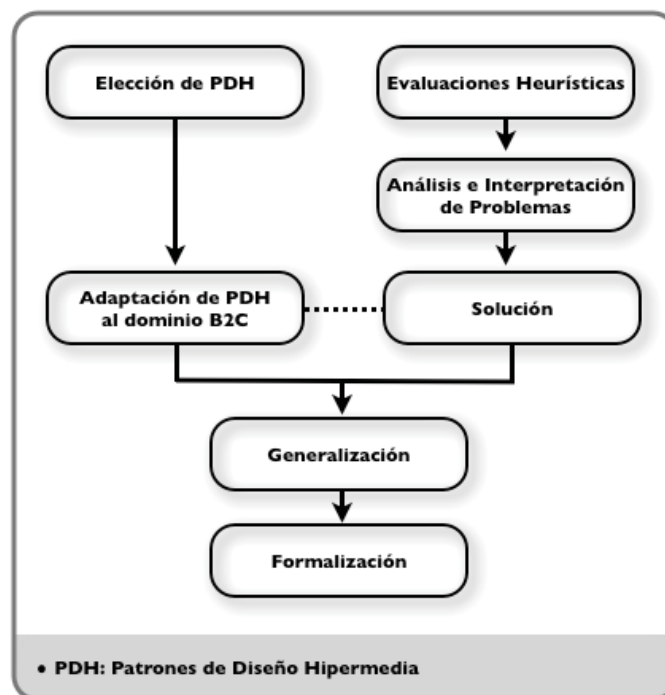 Elección de PDH
Evaluaciones Heurísticas
Análisis e Interpretación
de Problemas
Adaptación de PDH
al dominio B2C
Solución
Generalización
Formalización
• PDH: Patrones de Diseño Hipermedia